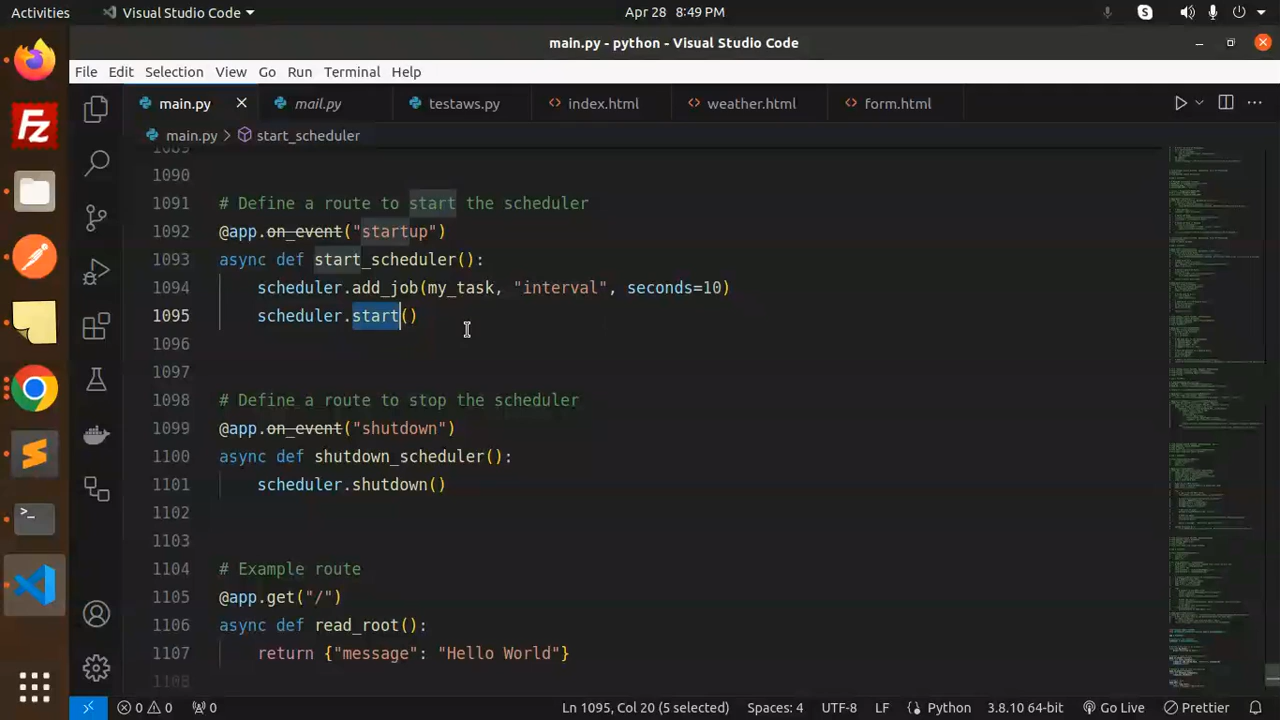 Activities Visual Studio Code Apr 28 8:49 PM
main.py - python - Visual Studio Code
File Edit Selection View Go Run Terminal Help
main.py mail.py testaws.py index.html weather.html form.html
main.py > start_scheduler
1089
1090
1091 # Define a route to start the scheduler
1092 @app.on_event("startup")
1093 async def start_scheduler():
1094 scheduler.add_job(my_task, "interval", seconds=10)
1095 scheduler.start()
1096
1097
1098 # Define a route to stop the scheduler
1099 @app.on_event("shutdown")
1100 async def shutdown_scheduler():
1101 scheduler.shutdown()
1102
1103
1104 # Example route
1105 @app.get("/")
1106 async def read_root():
1107 return {"message": "Hello World"}
1108
0 0 0 Ln 1095, Col 20 (5 selected) Spaces: 4 UTF-8 LF Python 3.8.10 64-bit Go Live Prettier